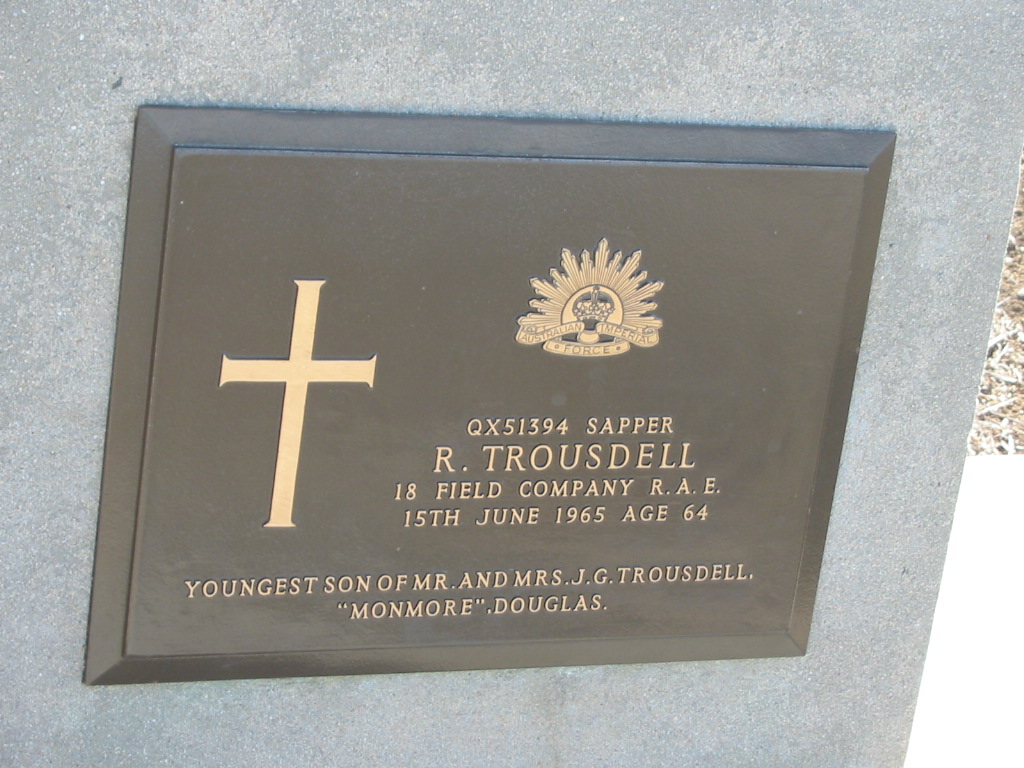 AUSTRALIAN IMPERIAL
FORCE
QX51394 SAPPER
R. TROUSDELL
18 FIELD COMPANY R.A.E.
15TH JUNE 1965 AGE 64
YOUNGEST SON OF MR. AND MRS. J.G. TROUSDELL.
"MONMORE". DOUGLAS.